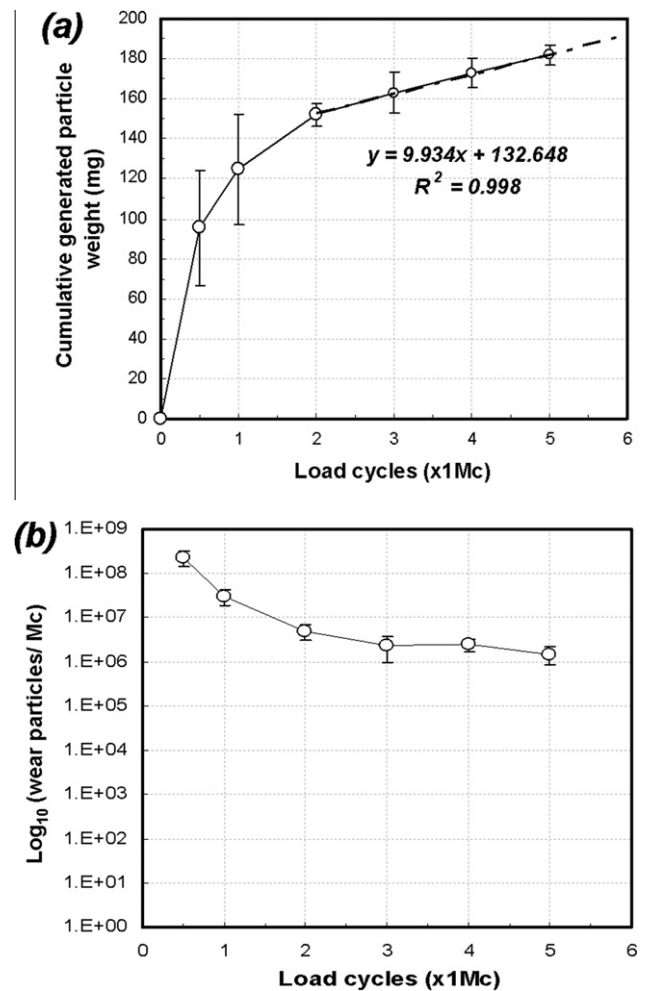 (a)
200
180
160
140
120
100
80
60
40
20
0
Cumulative generated particle
weight (mg)
y = 9.934x + 132.648
R² = 0.998
0 1 2 3 4 5 6
Load cycles (x1Mc)
(b)
1.E+09
1.E+08
1.E+07
1.E+06
1.E+05
1.E+04
1.E+03
1.E+02
1.E+01
1.E+00
Log₁₀ (wear particles/ Mc)
0 1 2 3 4 5 6
Load cycles (x1Mc)